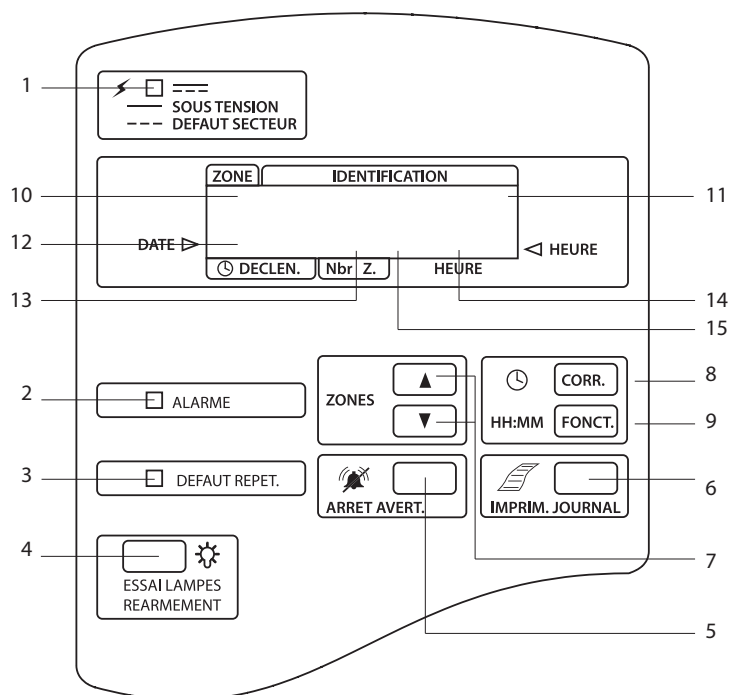 1
SOUS TENSION
DEFAUT SECTEUR
ZONE IDENTIFICATION
10 11
12 DATE HEURE
DECLEN. Nbr Z. HEURE
13 14
15
2 ALARME
ZONES
CORR. 8
HH:MM FONCT. 9
3 DEFAUT REPET.
ARRET AVERT.
IMPRIM. JOURNAL
6
4
7
ESSAI LAMPES
REARMEMENT
5